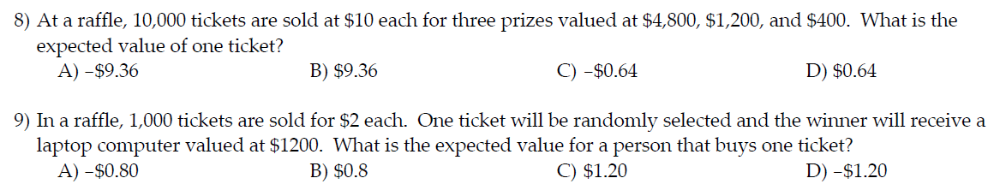 8) At a raffle, 10,000 tickets are sold at $10 each for three prizes valued at $4,800, $1,200, and $400. What is the
expected value of one ticket?
A) -$9.36 B) $9.36 C) -$0.64 D) $0.64
9) In a raffle, 1,000 tickets are sold for $2 each. One ticket will be randomly selected and the winner will receive a
laptop computer valued at $1200. What is the expected value for a person that buys one ticket?
A) -$0.80 B) $0.8 C) $1.20 D) -$1.20